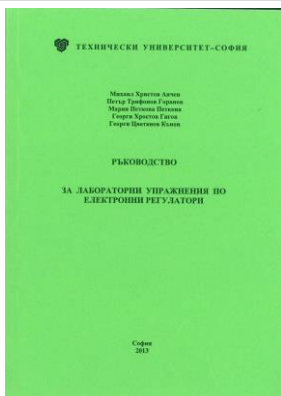 ТЕХНИЧЕСКИ УНИВЕРСИТЕТ–СОФИЯ
Михаил Христов Анчев
Петър Трифонов Горанов
Мария Петкова Петкова
Георги Христов Гигов
Георги Цветанов Кънов
РЪКОВОДСТВО
ЗА ЛАБОРАТОРНИ УПРАЖНЕНИЯ ПО
ЕЛЕКТРОННИ РЕГУЛАТОРИ
София
2013